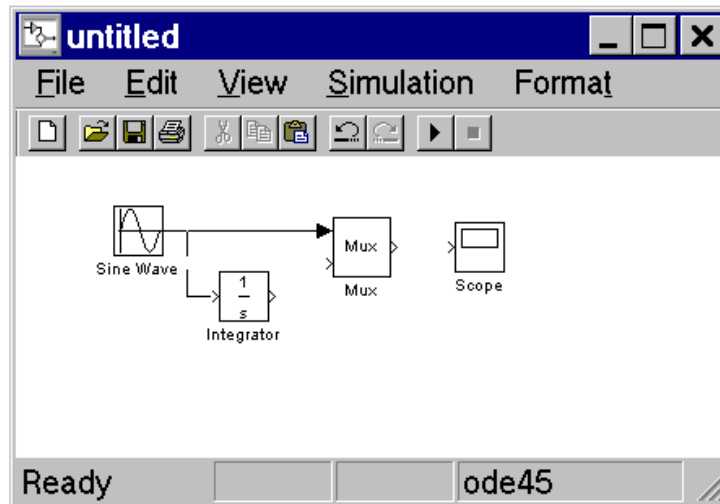 untitled
File Edit View Simulation Format
Mux
Sine Wave
Mux
Scope
1
s
Integrator
Ready ode45